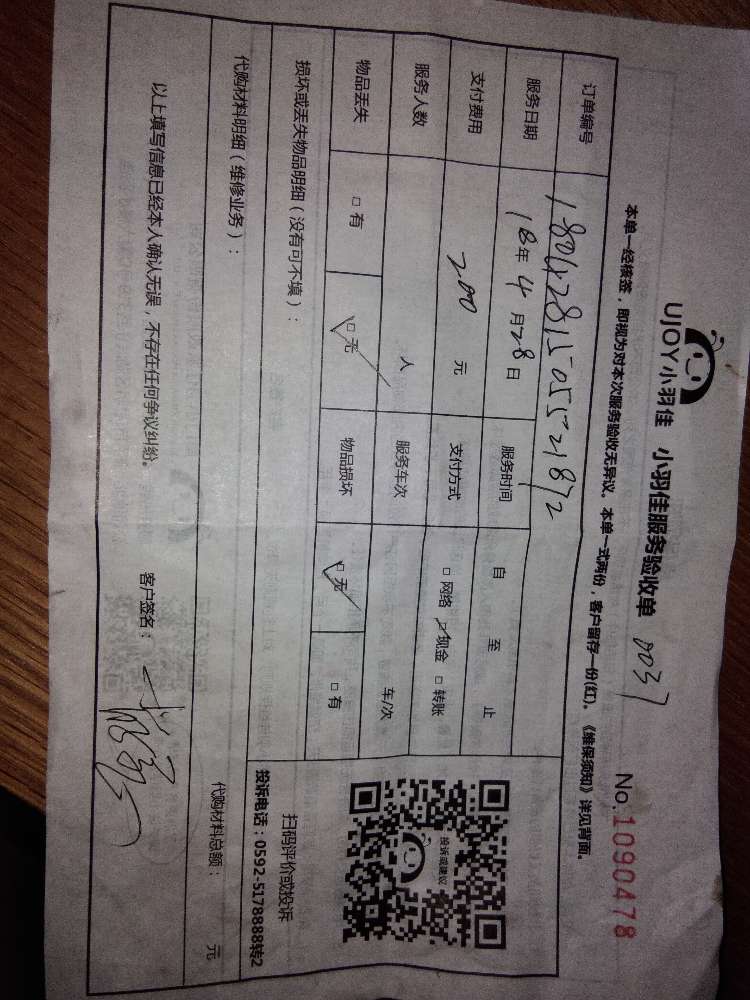 UJOY小羽佳 小羽佳服务验收单 0037 No.1090478
本单一经核签，即视为对本次服务验收无异议。本单一式两份，客户留存一份(红)。《维保须知》详见背面。
订单编号 18042815055721872
服务日期 18年4月28日 服务时间 自 至 止
支付费用 200 元 支付方式 □网络 □现金 □转账
服务人数 人 服务车次 车/次
物品丢失 □有 □无 物品损坏 □无 □有
投诉或建议
扫码评价或投诉
投诉电话：0592-5178888转2
损坏或丢失物品明细（没有可不填）：
代购材料明细（维修业务）： 代购材料总额： 元
以上填写信息已经本人确认无误，不存在任何争议纠纷。 客户签名：